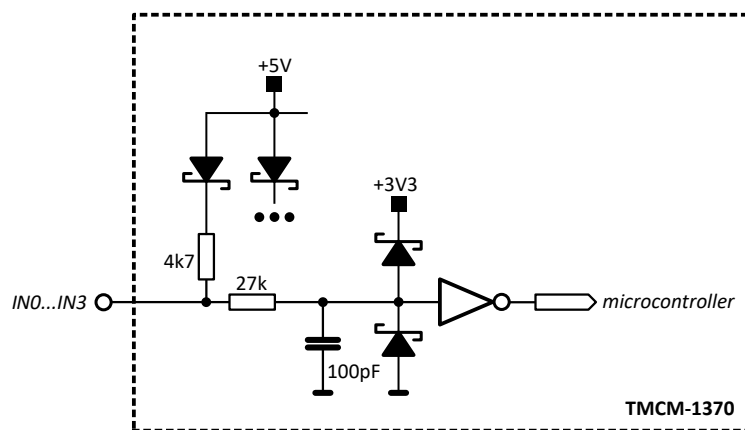 +5V
+3V3
4k7
27k
IN0...IN3
microcontroller
100pF
TMCM-1370